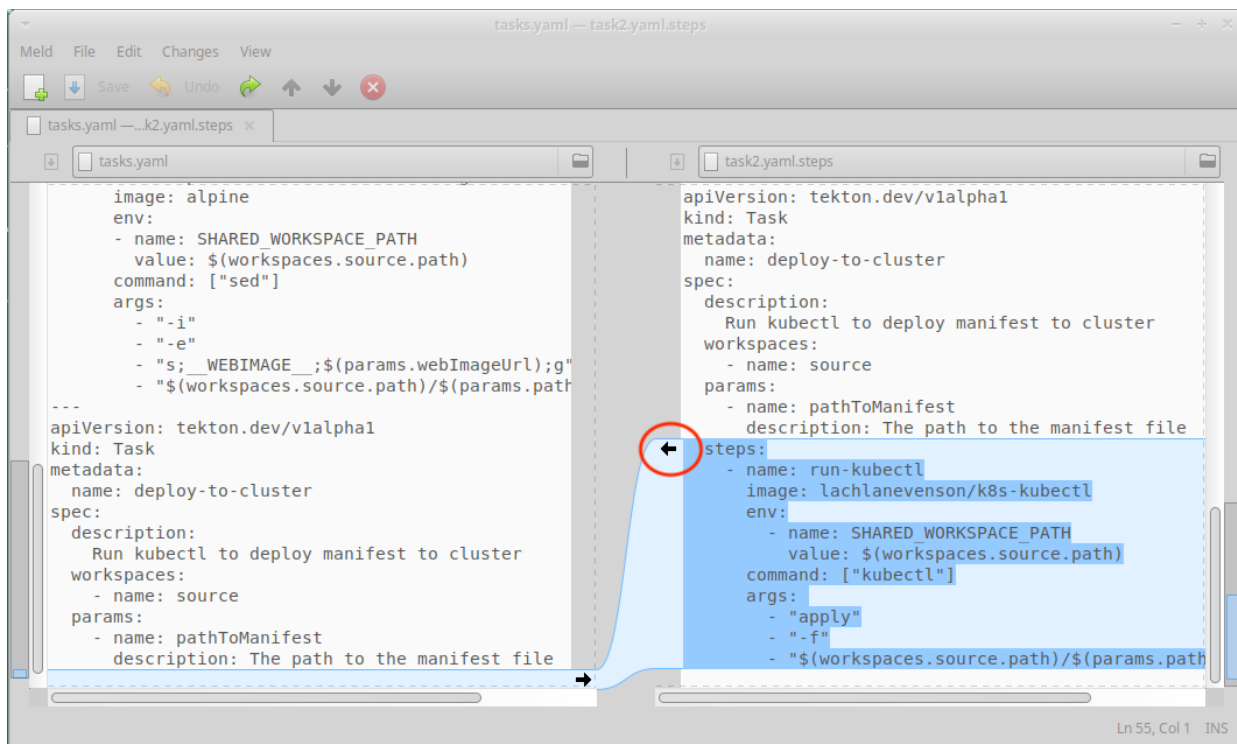 tasks.yaml — task2.yaml.steps
Meld File Edit Changes View
Save Undo
tasks.yaml —...k2.yaml.steps
tasks.yaml
image: alpine
env:
- name: SHARED_WORKSPACE_PATH
value: $(workspaces.source.path)
command: ["sed"]
args:
- "-i"
- "-e"
- "s;__WEBIMAGE__;$(params.webImageUrl);g"
- "$(workspaces.source.path)/$(params.path
---
apiVersion: tekton.dev/v1alpha1
kind: Task
metadata:
name: deploy-to-cluster
spec:
description:
Run kubectl to deploy manifest to cluster
workspaces:
- name: source
params:
- name: pathToManifest
description: The path to the manifest file
task2.yaml.steps
apiVersion: tekton.dev/v1alpha1
kind: Task
metadata:
name: deploy-to-cluster
spec:
description:
Run kubectl to deploy manifest to cluster
workspaces:
- name: source
params:
- name: pathToManifest
description: The path to the manifest file
steps:
- name: run-kubectl
image: lachlanevenson/k8s-kubectl
env:
- name: SHARED_WORKSPACE_PATH
value: $(workspaces.source.path)
command: ["kubectl"]
args:
- "apply"
- "-f"
- "$(workspaces.source.path)/$(params.path
Ln 55, Col 1 INS